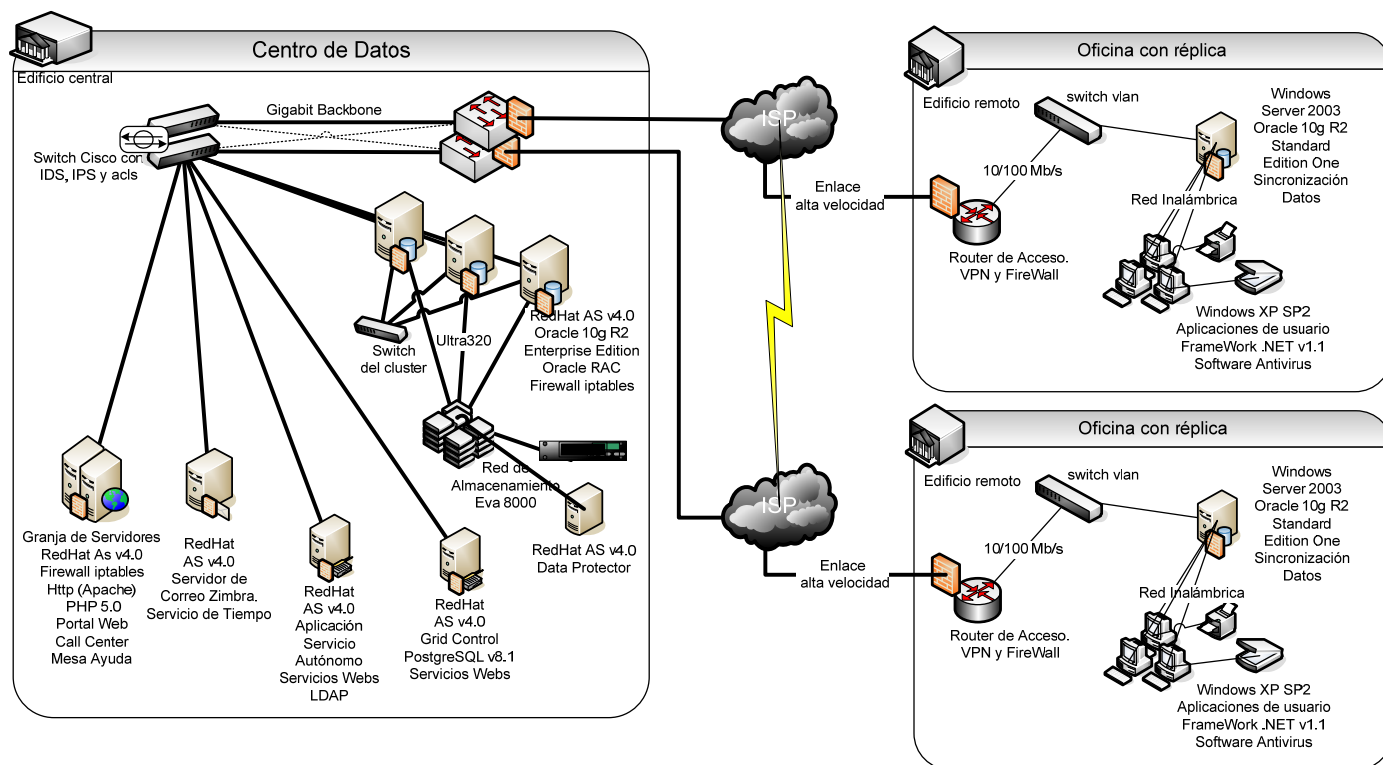 Centro de Datos
Edificio central
Gigabit Backbone
Switch Cisco con
IDS, IPS y acls
Switch
del cluster
Ultra320
RedHat AS v4.0
Oracle 10g R2
Enterprise Edition
Oracle RAC
Firewall iptables
Red de
Almacenamiento
Eva 8000
RedHat AS v4.0
Data Protector
Granja de Servidores
RedHat As v4.0
Firewall iptables
Http (Apache)
PHP 5.0
Portal Web
Call Center
Mesa Ayuda
RedHat
AS v4.0
Servidor de
Correo Zimbra.
Servicio de Tiempo
RedHat
AS v4.0
Aplicación
Servicio
Autónomo
Servicios Webs
LDAP
RedHat
AS v4.0
Grid Control
PostgreSQL v8.1
Servicios Webs
ISP
Enlace
alta velocidad
ISP
Enlace
alta velocidad
Oficina con réplica
Edificio remoto
switch vlan
10/100 Mb/s
Router de Acceso.
VPN y FireWall
Windows
Server 2003
Oracle 10g R2
Standard
Edition One
Sincronización
Datos
Red Inalámbrica
Windows XP SP2
Aplicaciones de usuario
FrameWork .NET v1.1
Software Antivirus
Oficina con réplica
Edificio remoto
switch vlan
10/100 Mb/s
Router de Acceso.
VPN y FireWall
Windows
Server 2003
Oracle 10g R2
Standard
Edition One
Sincronización
Datos
Red Inalámbrica
Windows XP SP2
Aplicaciones de usuario
FrameWork .NET v1.1
Software Antivirus